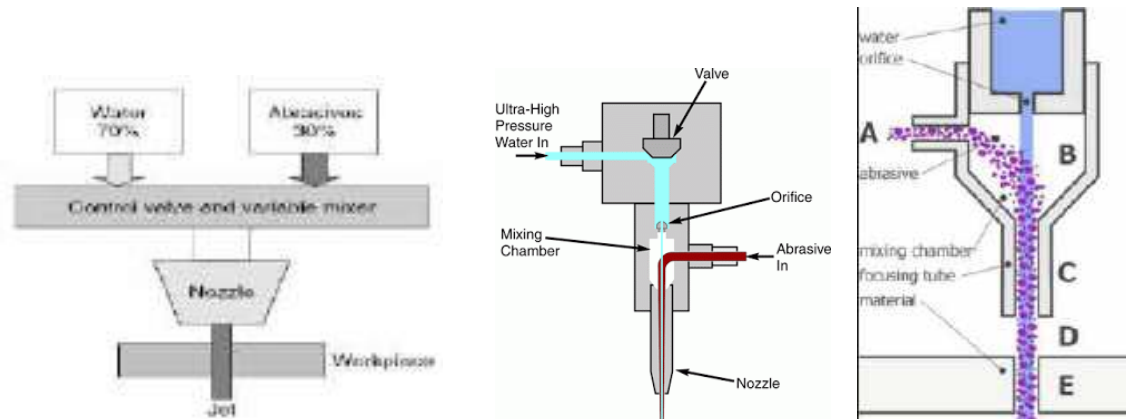 Water
70%
Abrasives
30%
Control valve and variable mixer
Nozzle
Workpiece
Jet
Valve
Ultra-High
Pressure
Water In
Orifice
Mixing
Chamber
Abrasive
In
Nozzle
water
orifice
A
B
abrasive
mixing chamber
focusing tube
C
material
D
E